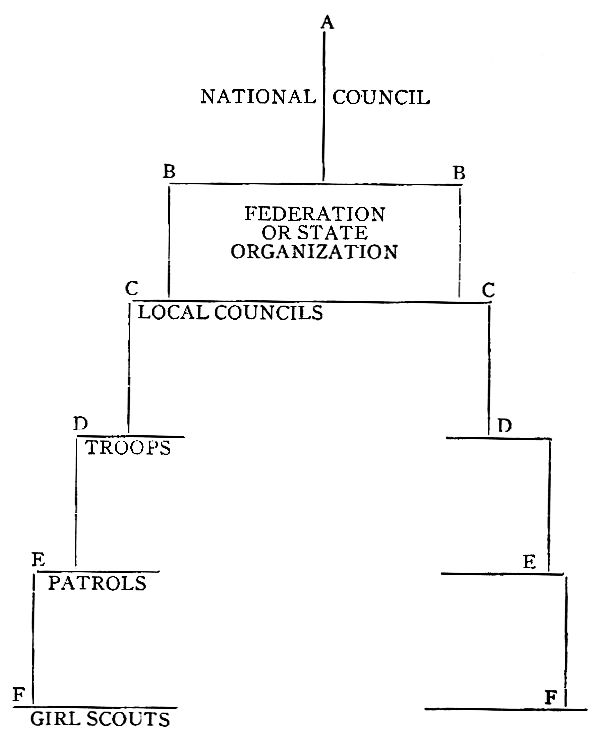 A
NATIONAL COUNCIL
B B
FEDERATION
OR STATE
ORGANIZATION
C C
LOCAL COUNCILS
D D
TROOPS
E E
PATROLS
F F
GIRL SCOUTS